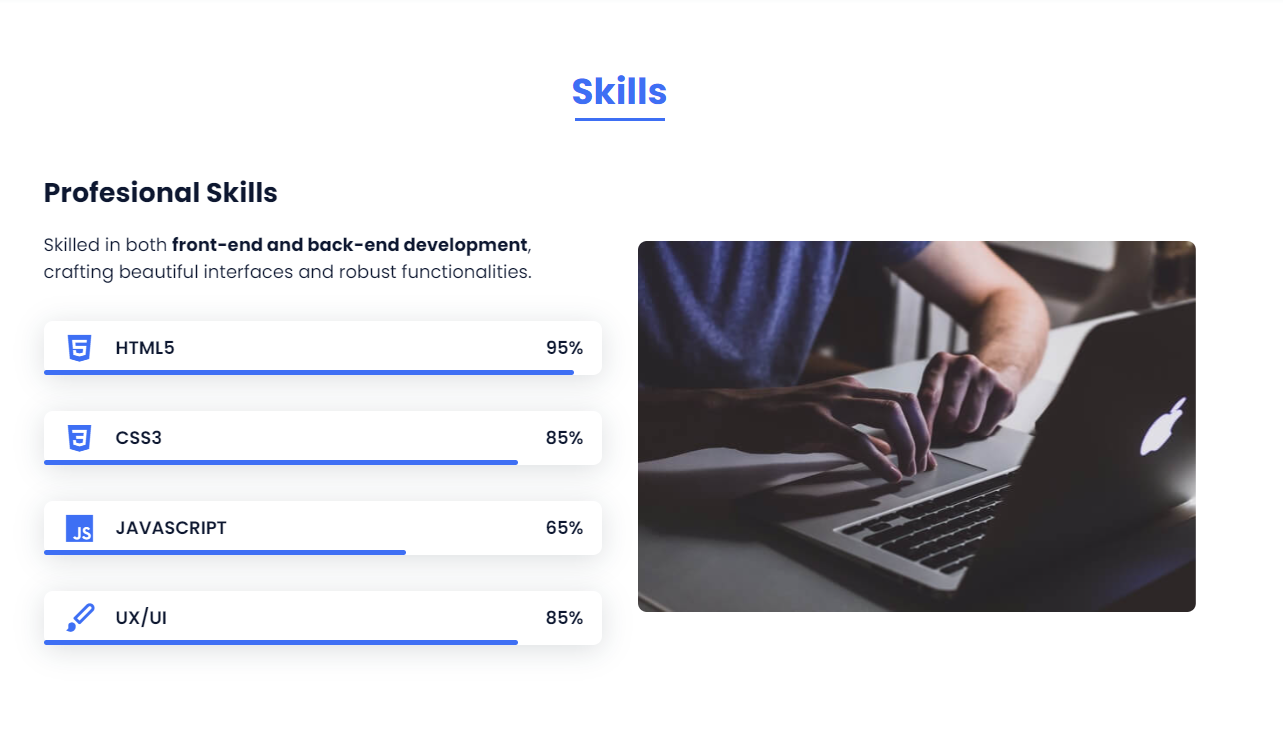 Skills
Profesional Skills
Skilled in both front-end and back-end development,
crafting beautiful interfaces and robust functionalities.
5 HTML5 95%
3 CSS3 85%
JS JAVASCRIPT 65%
UX/UI 85%